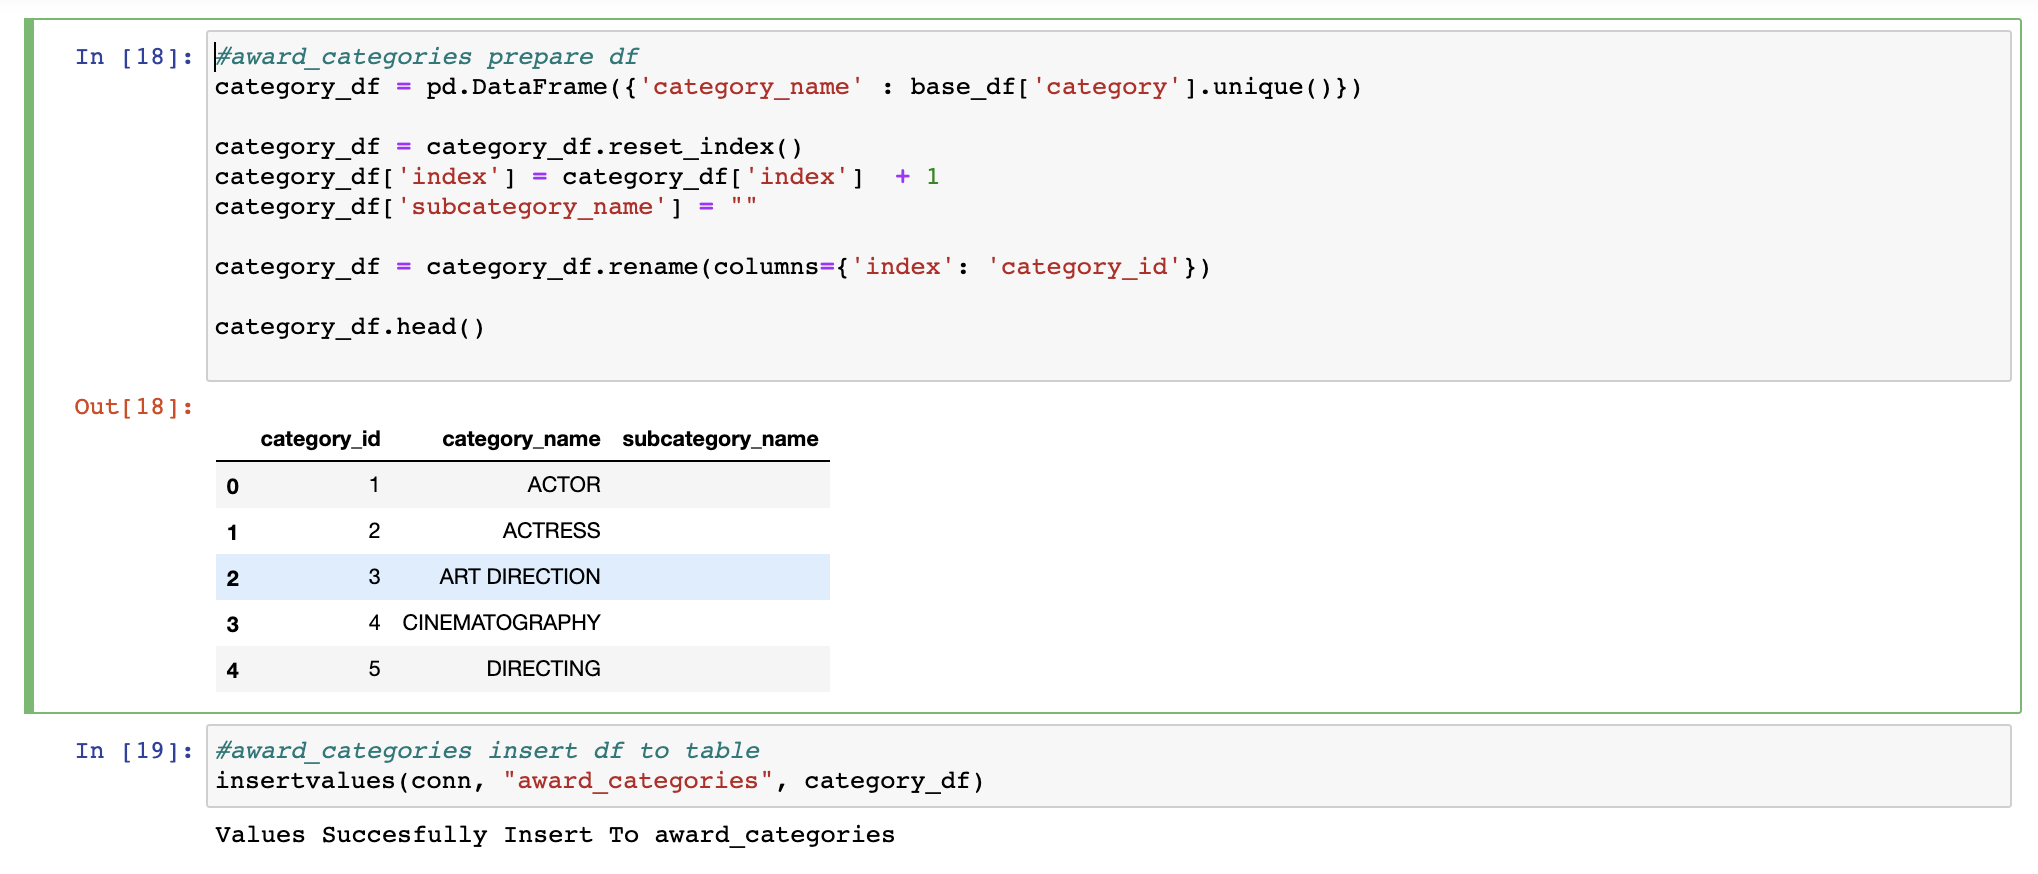 In [18]:
#award_categories prepare df
category_df = pd.DataFrame({'category_name' : base_df['category'].unique()})
category_df = category_df.reset_index()
category_df['index'] = category_df['index']  + 1
category_df['subcategory_name'] = ""
category_df = category_df.rename(columns={'index': 'category_id'})
category_df.head()
Out[18]:
category_id category_name subcategory_name
0 1 ACTOR
1 2 ACTRESS
2 3 ART DIRECTION
3 4 CINEMATOGRAPHY
4 5 DIRECTING
In [19]:
#award_categories insert df to table
insertvalues(conn, "award_categories", category_df)
Values Succesfully Insert To award_categories